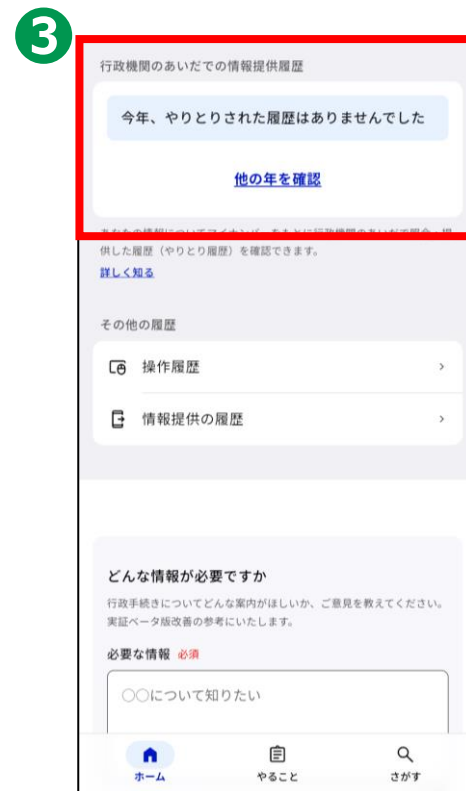 3
行政機関のあいだでの情報提供履歴
今年、やりとりされた履歴はありませんでした
他の年を確認
供した履歴（やりとり履歴）を確認できます。
詳しく知る
その他の履歴
操作履歴
情報提供の履歴
どんな情報が必要ですか
行政手続きについてどんな案内がほしいか、ご意見を教えてください。
実証ベータ版改善の参考にいたします。
必要な情報 必須
○○について知りたい
ホーム やること さがす